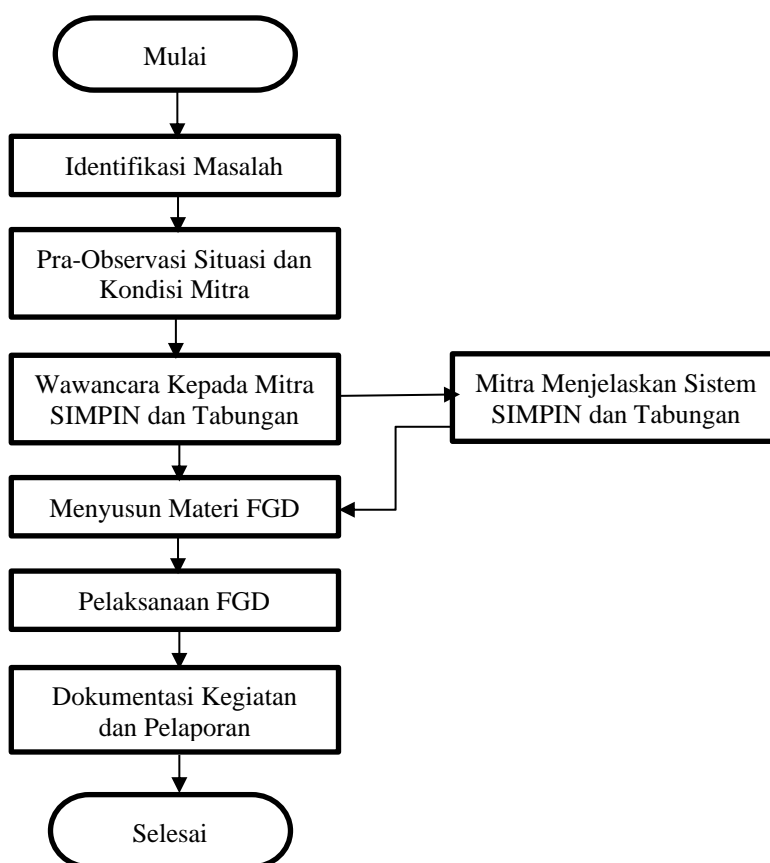 Mulai
Identifikasi Masalah
Pra-Observasi Situasi dan
Kondisi Mitra
Wawancara Kepada Mitra
SIMPIN dan Tabungan
Mitra Menjelaskan Sistem
SIMPIN dan Tabungan
Menyusun Materi FGD
Pelaksanaan FGD
Dokumentasi Kegiatan
dan Pelaporan
Selesai